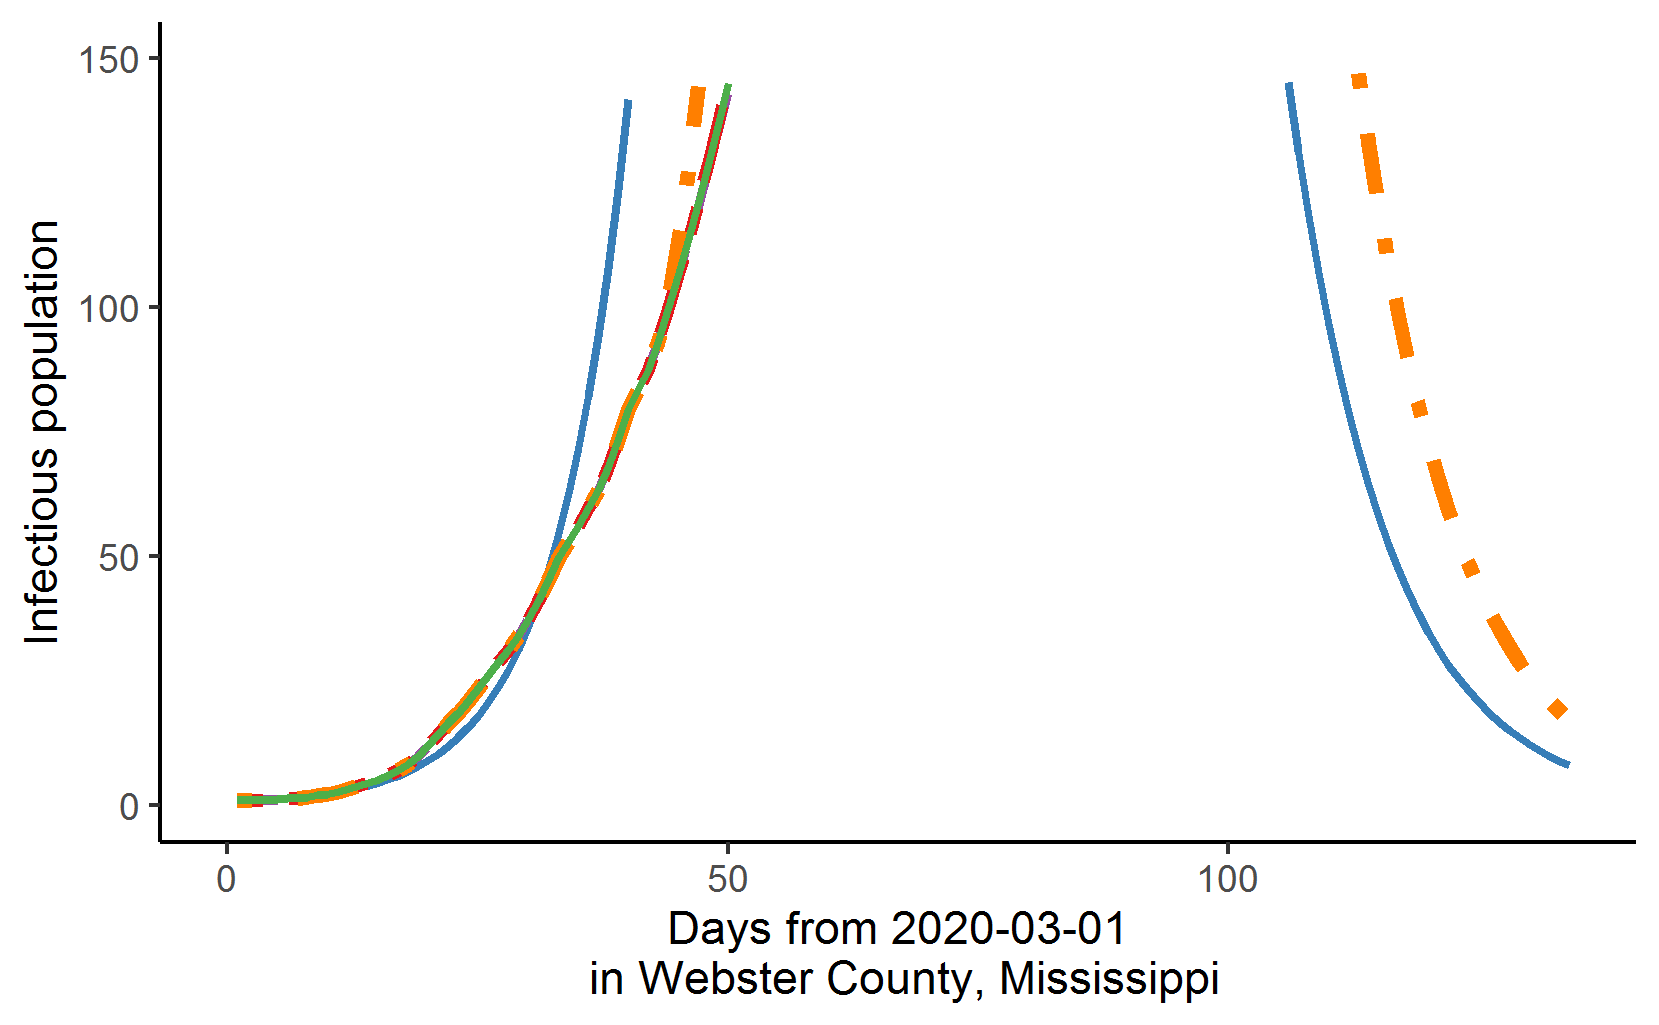 150
100
50
0
Infectious population
0 50 100
Days from 2020-03-01
in Webster County, Mississippi